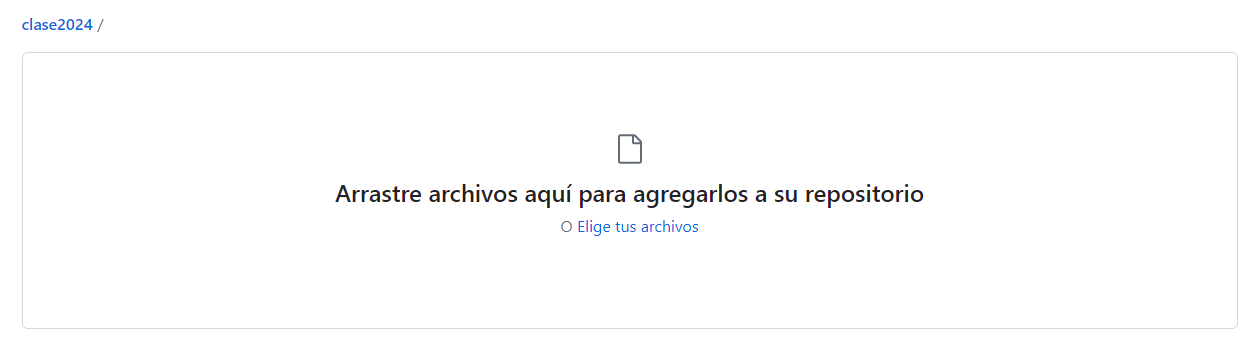 clase2024 /
Arrastre archivos aquí para agregarlos a su repositorio
O Elige tus archivos